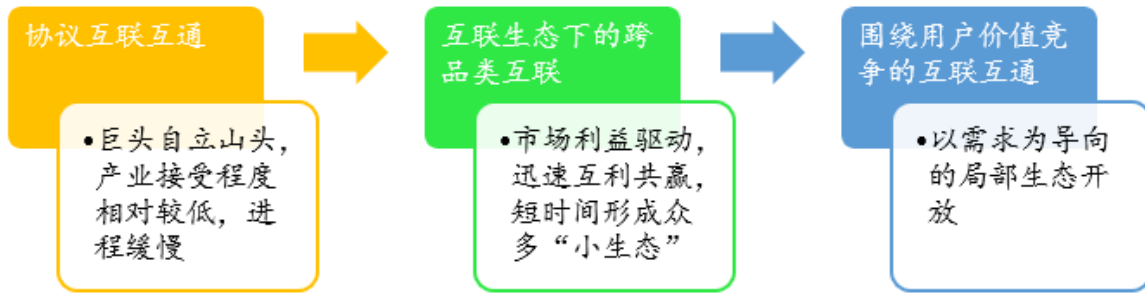 协议互联互通
•巨头自立山头，
产业接受程度
相对较低，进
程缓慢
互联生态下的跨
品类互联
•市场利益驱动，
迅速互利共赢，
短时间形成众
多“小生态”
围绕用户价值竞
争的互联互通
•以需求为导向
的局部生态开
放